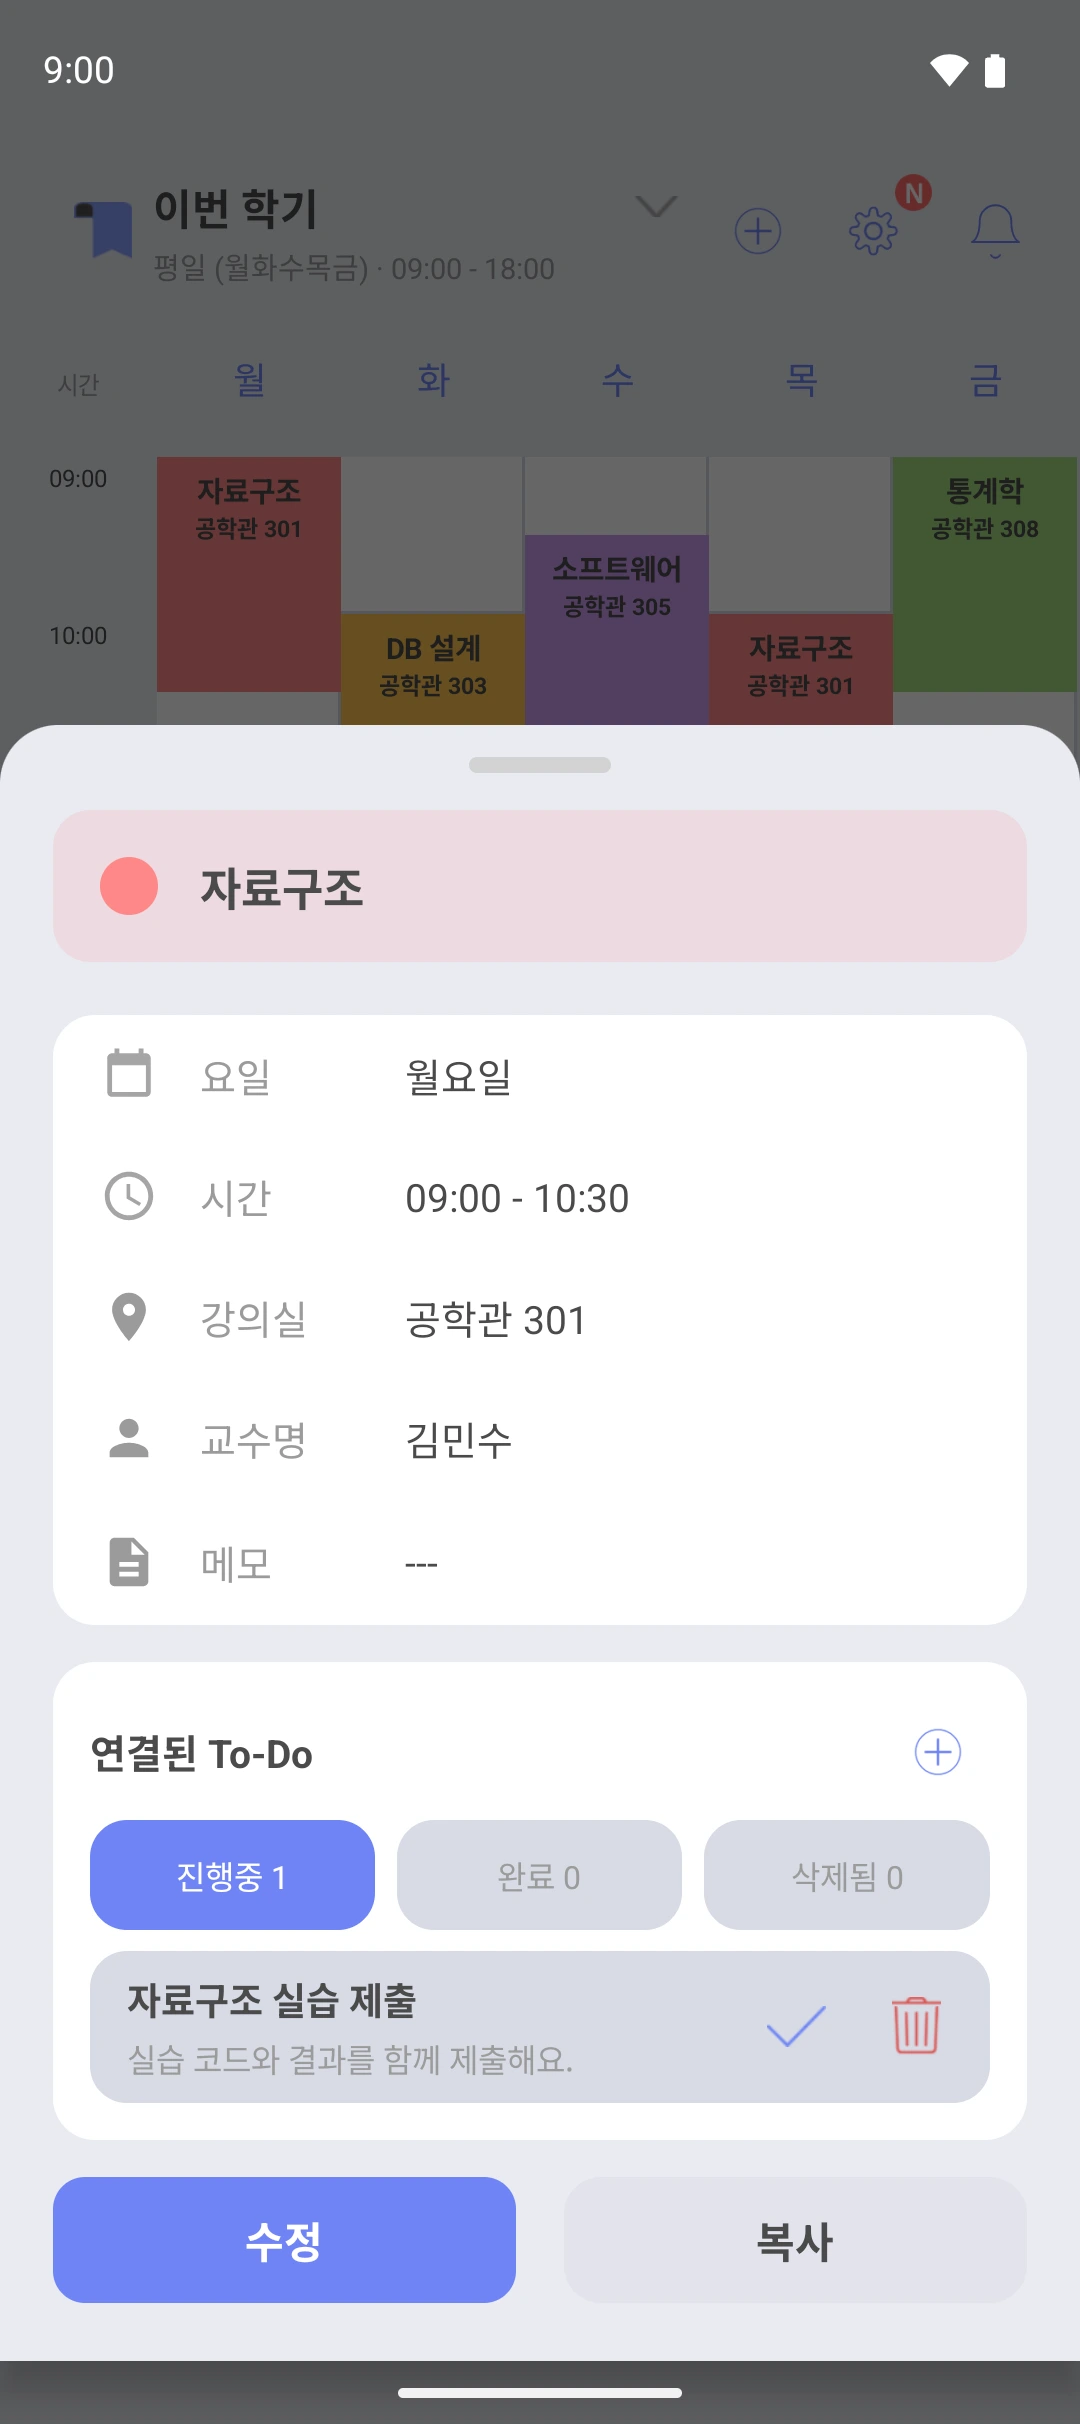 9:00
이번 학기
N
평일 (월화수목금) · 09:00 - 18:00
시간 월 화 수 목 금
09:00
자료구조
공학관 301
통계학
공학관 308
소프트웨어
공학관 305
10:00
DB 설계
공학관 303
자료구조
공학관 301
자료구조
요일 월요일
시간 09:00 - 10:30
강의실 공학관 301
교수명 김민수
메모 ---
연결된 To-Do
진행중 1 완료 0 삭제됨 0
자료구조 실습 제출
실습 코드와 결과를 함께 제출해요.
수정 복사